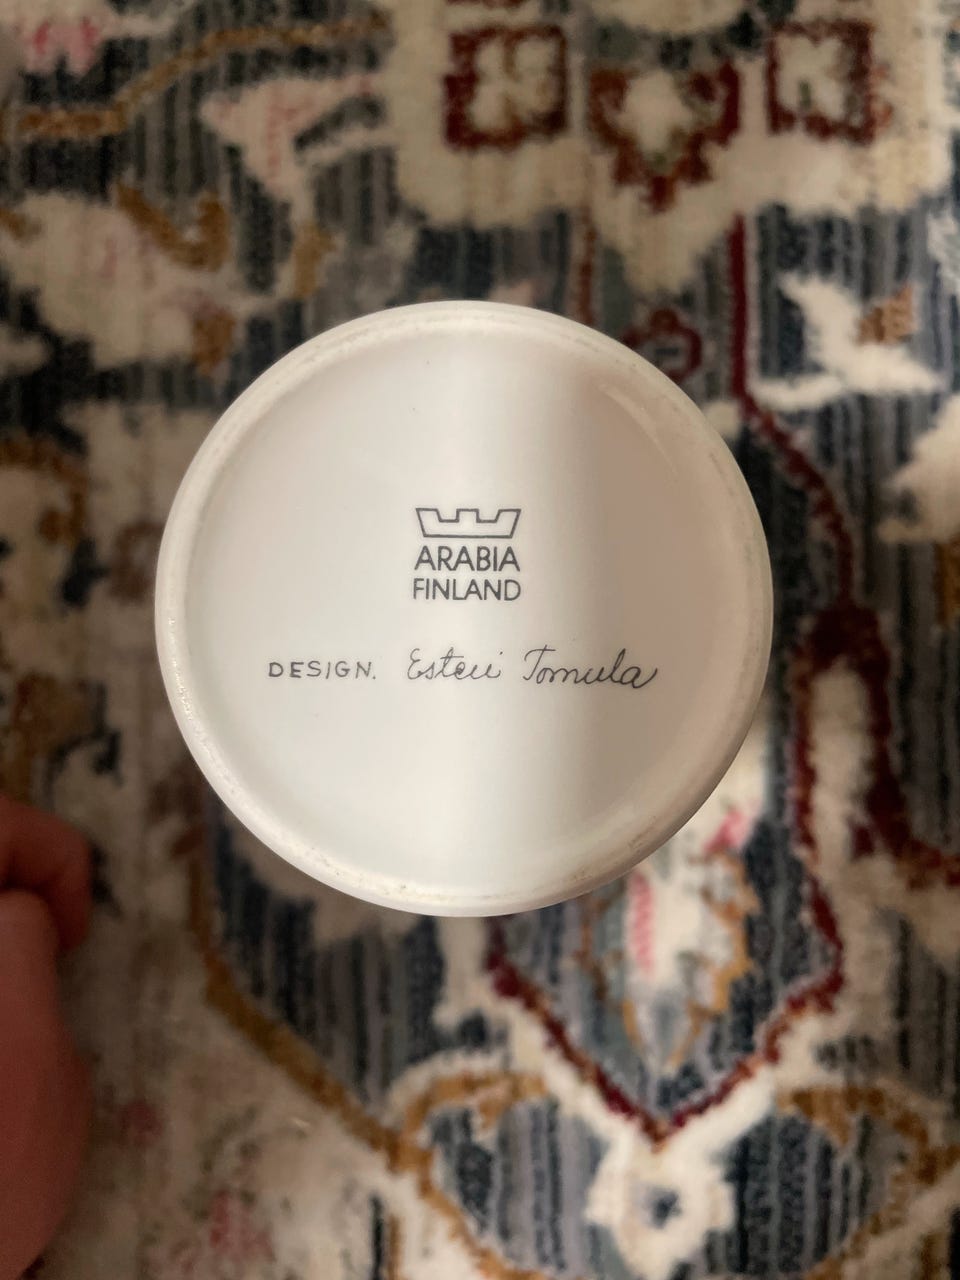 ARABIA
FINLAND
DESIGN. Esteri Tomula